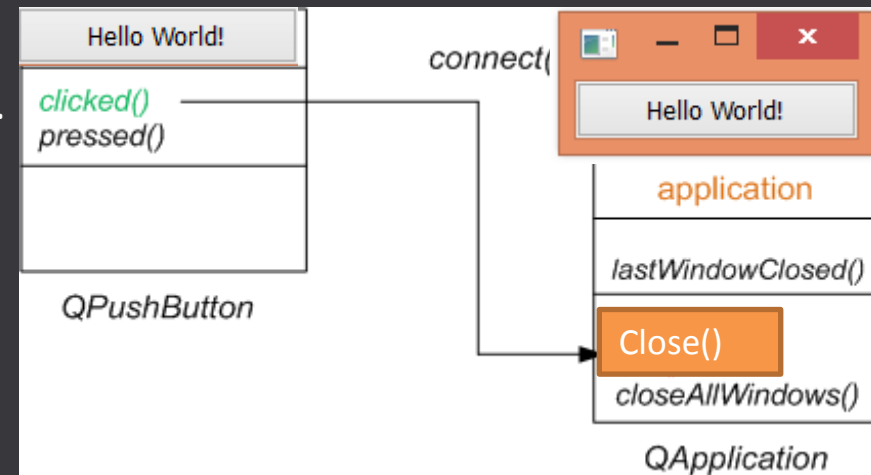 Hello World!
clicked()
pressed()
QPushButton
connect(
Hello World!
application
lastWindowClosed()
Close()
closeAllWindows()
QApplication